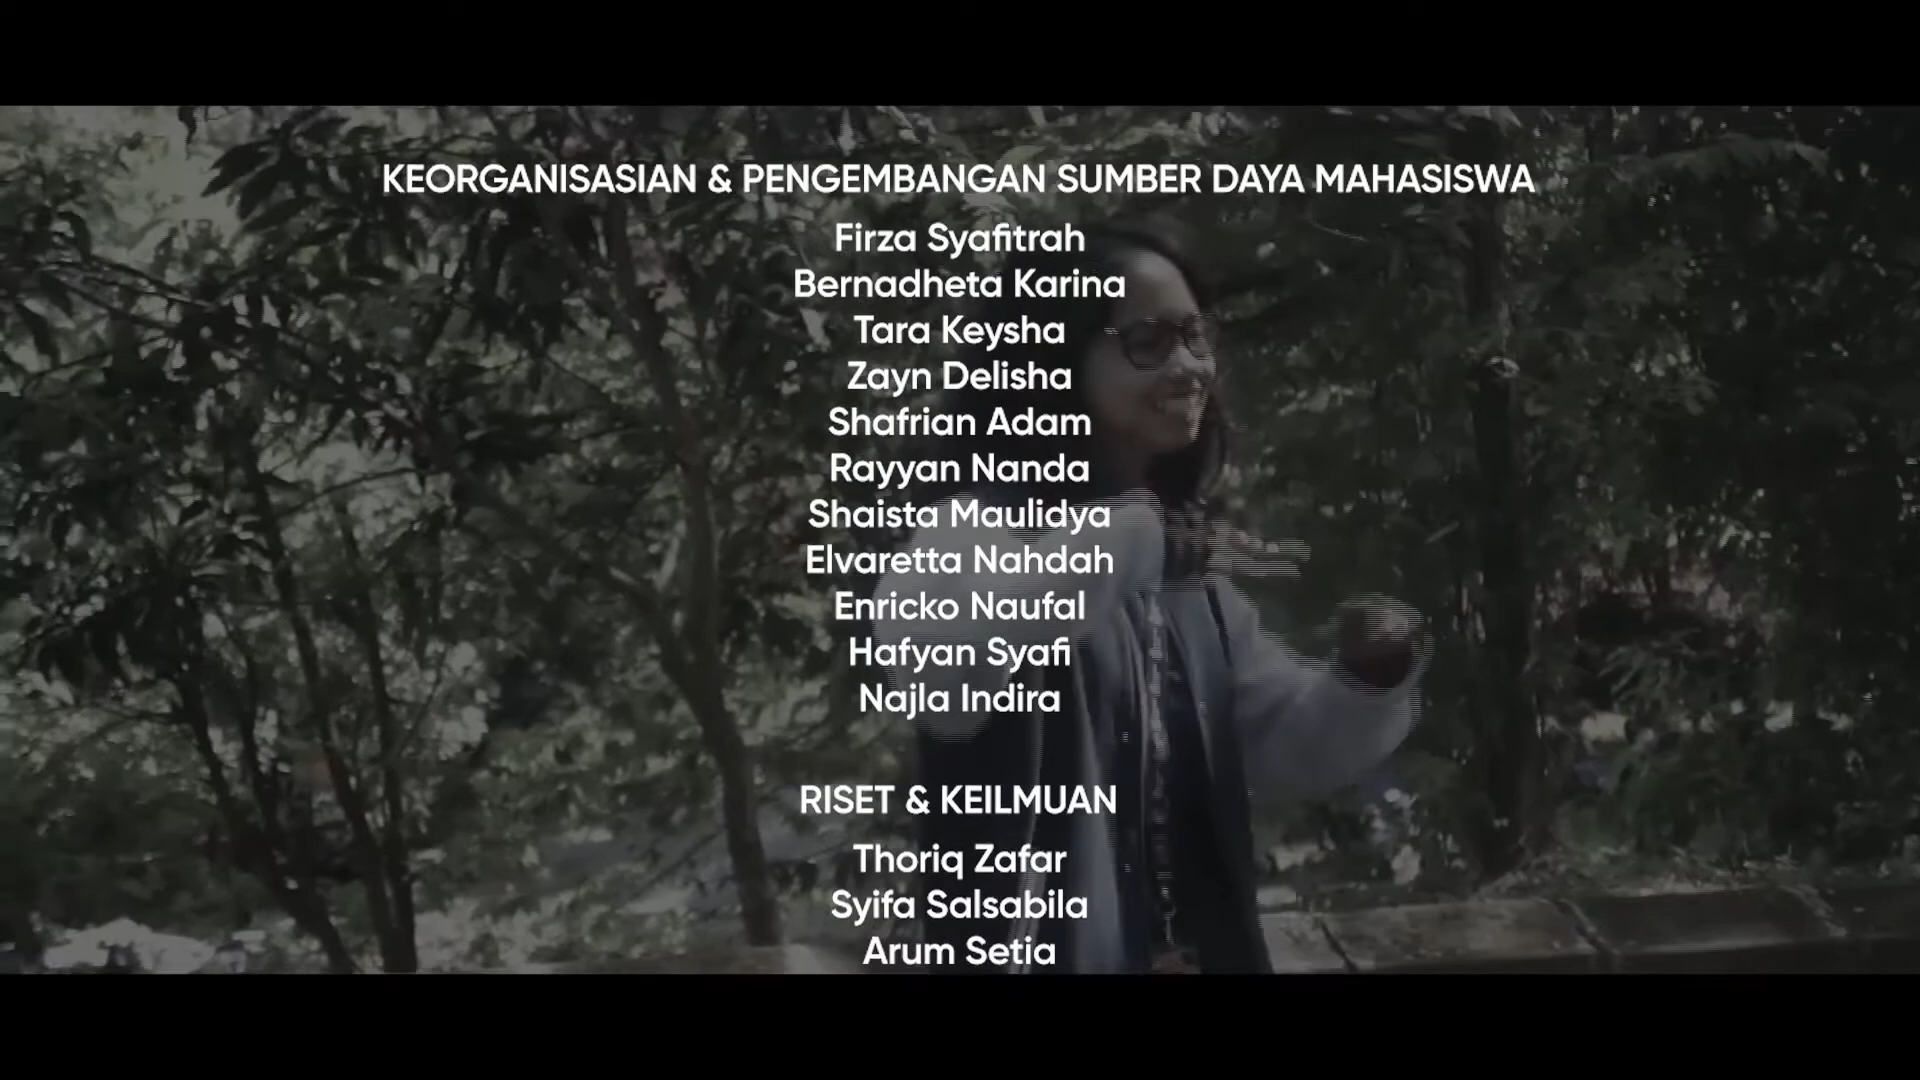 KEORGANISASIAN & PENGEMBANGAN SUMBER DAYA MAHASISWA
Firza Syafitrah
Bernadheta Karina
Tara Keysha
Zayn Delisha
Shafrian Adam
Rayyan Nanda
Shaista Maulidya
Elvaretta Nahdah
Enricko Naufal
Hafyan Syafi
Najla Indira
RISET & KEILMUAN
Thoriq Zafar
Syifa Salsabila
Arum Setia